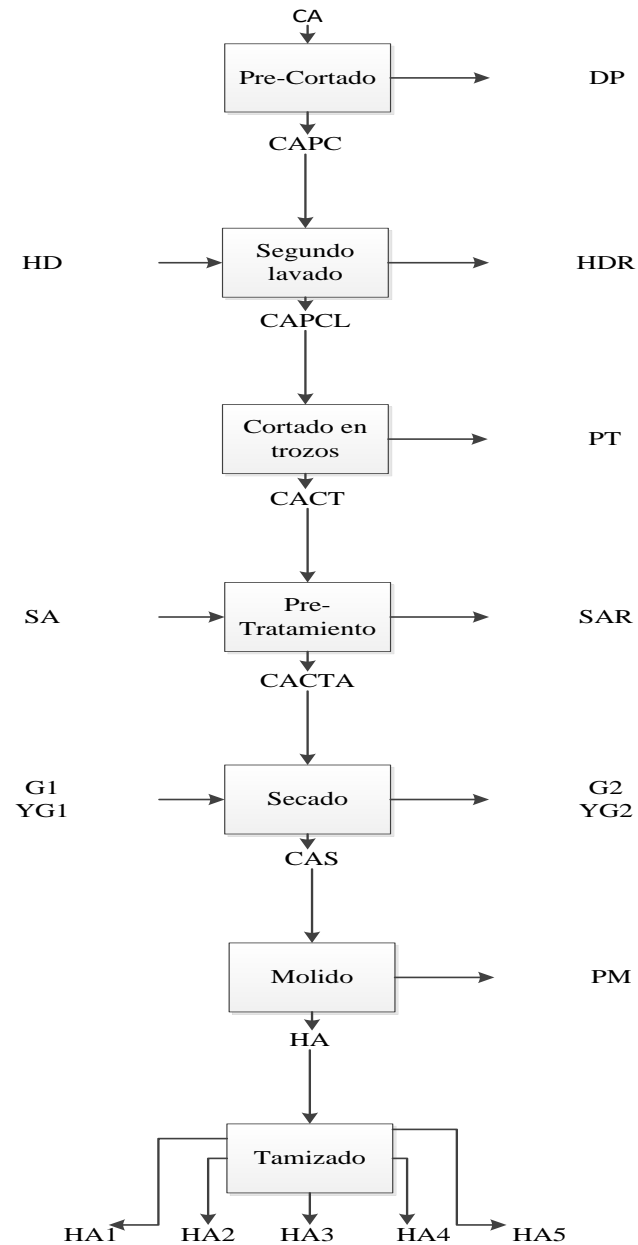 CA
Pre-Cortado
DP
CAPC
HD
Segundo
lavado
HDR
CAPCL
Cortado en
trozos
PT
CACT
SA
Pre-
Tratamiento
SAR
CACTA
G1
YG1
Secado
G2
YG2
CAS
Molido
PM
HA
Tamizado
HA1
HA2
HA3
HA4
HA5